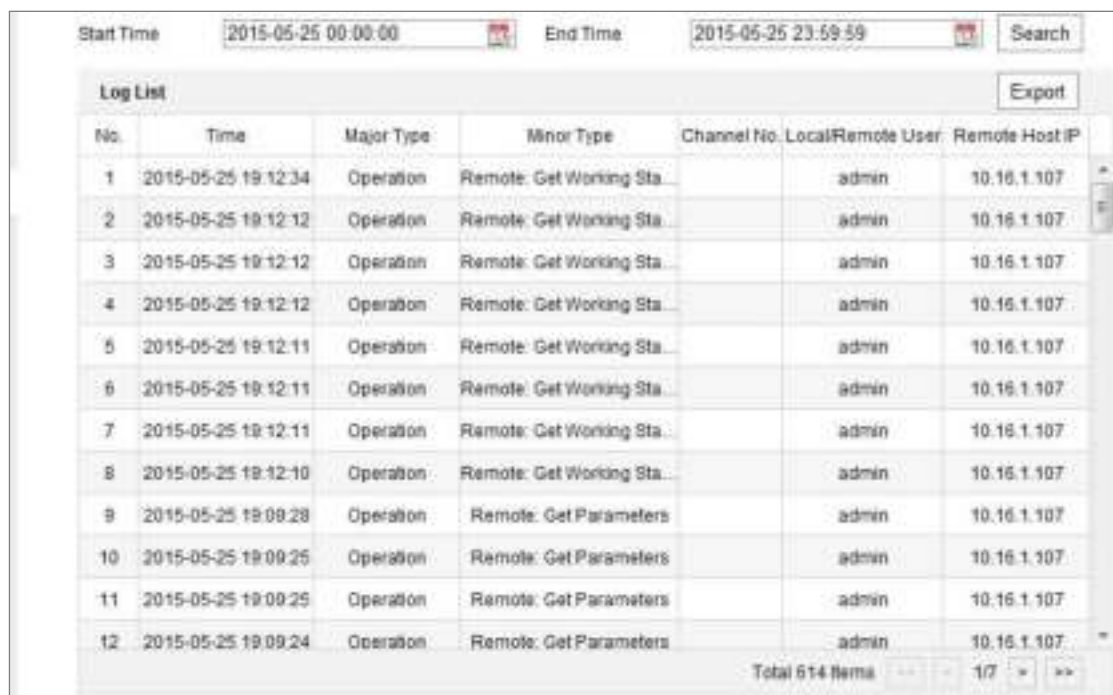 Start Time 2015-05-25 00:00:00 End Time 2015-05-25 23:59:59 Search
Log List Export
No. Time Major Type Minor Type Channel No. Local/Remote User Remote Host IP
1 2015-05-25 19:12:34 Operation Remote: Get Working Sta... admin 10.16.1.107
2 2015-05-25 19:12:12 Operation Remote: Get Working Sta... admin 10.16.1.107
3 2015-05-25 19:12:12 Operation Remote: Get Working Sta... admin 10.16.1.107
4 2015-05-25 19:12:12 Operation Remote: Get Working Sta... admin 10.16.1.107
5 2015-05-25 19:12:11 Operation Remote: Get Working Sta... admin 10.16.1.107
6 2015-05-25 19:12:11 Operation Remote: Get Working Sta... admin 10.16.1.107
7 2015-05-25 19:12:11 Operation Remote: Get Working Sta... admin 10.16.1.107
8 2015-05-25 19:12:10 Operation Remote: Get Working Sta... admin 10.16.1.107
9 2015-05-25 19:09:28 Operation Remote: Get Parameters admin 10.16.1.107
10 2015-05-25 19:09:25 Operation Remote: Get Parameters admin 10.16.1.107
11 2015-05-25 19:09:25 Operation Remote: Get Parameters admin 10.16.1.107
12 2015-05-25 19:09:24 Operation Remote: Get Parameters admin 10.16.1.107
Total 614 Items << < 1/7 > >>